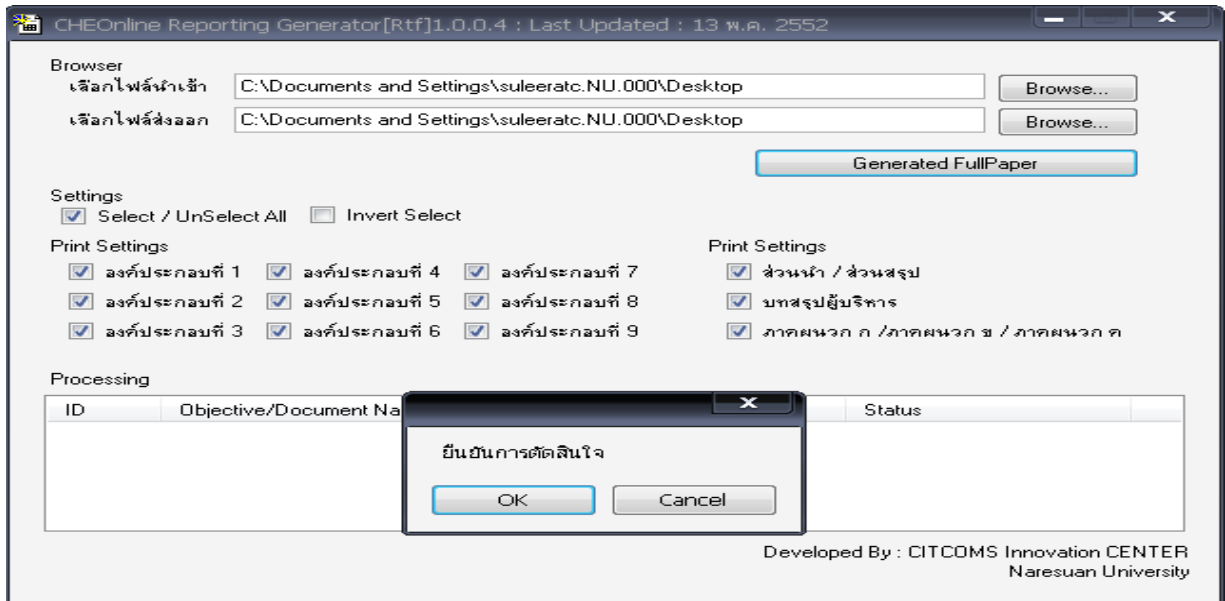 CHEOnline Reporting Generator[Rtf]1.0.0.4 : Last Updated : 13 พ.ค. 2552
Browser
เลือกไฟล์นำเข้า C:\Documents and Settings\suleeratc.NU.000\Desktop Browse...
เลือกไฟล์ส่งออก C:\Documents and Settings\suleeratc.NU.000\Desktop Browse...
Generated FullPaper
Settings
Select / UnSelect All Invert Select
Print Settings Print Settings
องค์ประกอบที่ 1 องค์ประกอบที่ 4 องค์ประกอบที่ 7 ส่วนนำ / ส่วนสรุป
องค์ประกอบที่ 2 องค์ประกอบที่ 5 องค์ประกอบที่ 8 บทสรุปผู้บริหาร
องค์ประกอบที่ 3 องค์ประกอบที่ 6 องค์ประกอบที่ 9 ภาคผนวก ก /ภาคผนวก ข / ภาคผนวก ค
Processing
ID Objective/Document Na Status
ยืนยันการตัดสินใจ
OK Cancel
Developed By : CITCOMS Innovation CENTER
Naresuan University